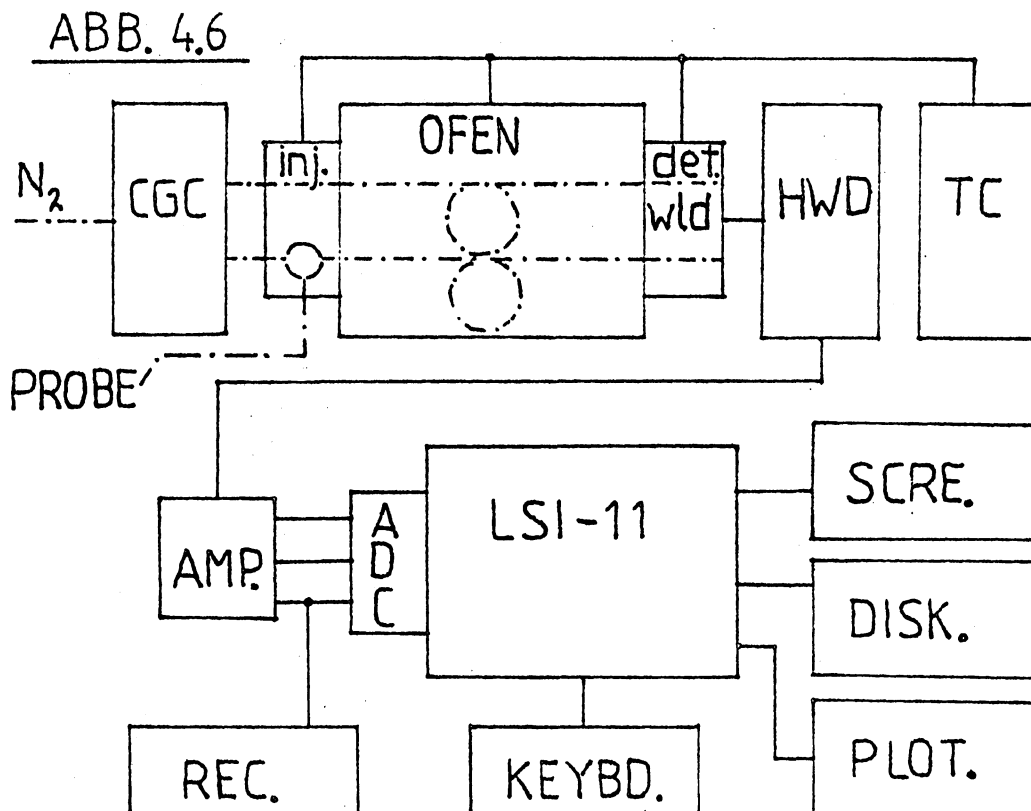 ABB. 4.6
N₂
CGC
inj.
OFEN
det.
wld
HWD
TC
PROBE
AMP.
A
D
C
LSI-11
SCRE.
DISK.
PLOT.
REC.
KEYBD.